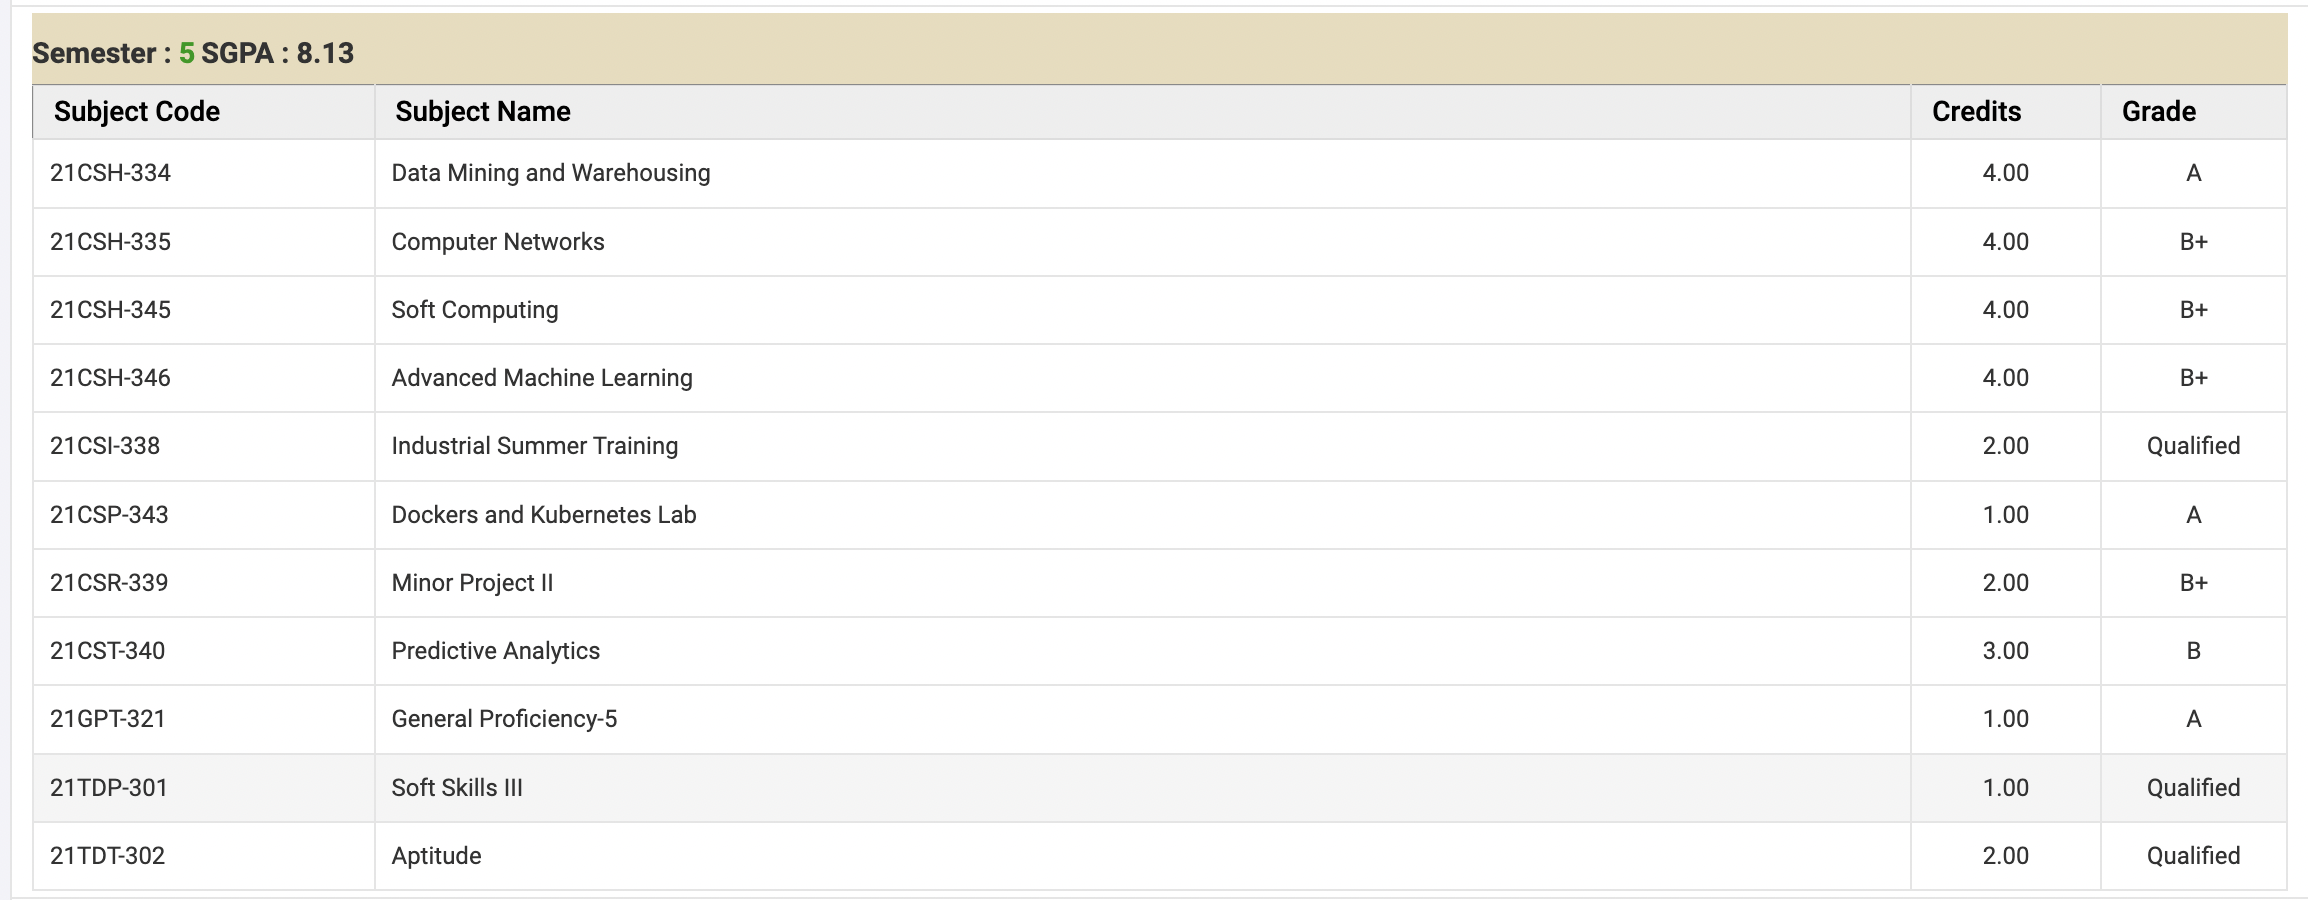 Semester : 5 SGPA : 8.13
Subject Code Subject Name Credits Grade
21CSH-334 Data Mining and Warehousing 4.00 A
21CSH-335 Computer Networks 4.00 B+
21CSH-345 Soft Computing 4.00 B+
21CSH-346 Advanced Machine Learning 4.00 B+
21CSI-338 Industrial Summer Training 2.00 Qualified
21CSP-343 Dockers and Kubernetes Lab 1.00 A
21CSR-339 Minor Project II 2.00 B+
21CST-340 Predictive Analytics 3.00 B
21GPT-321 General Proficiency-5 1.00 A
21TDP-301 Soft Skills III 1.00 Qualified
21TDT-302 Aptitude 2.00 Qualified